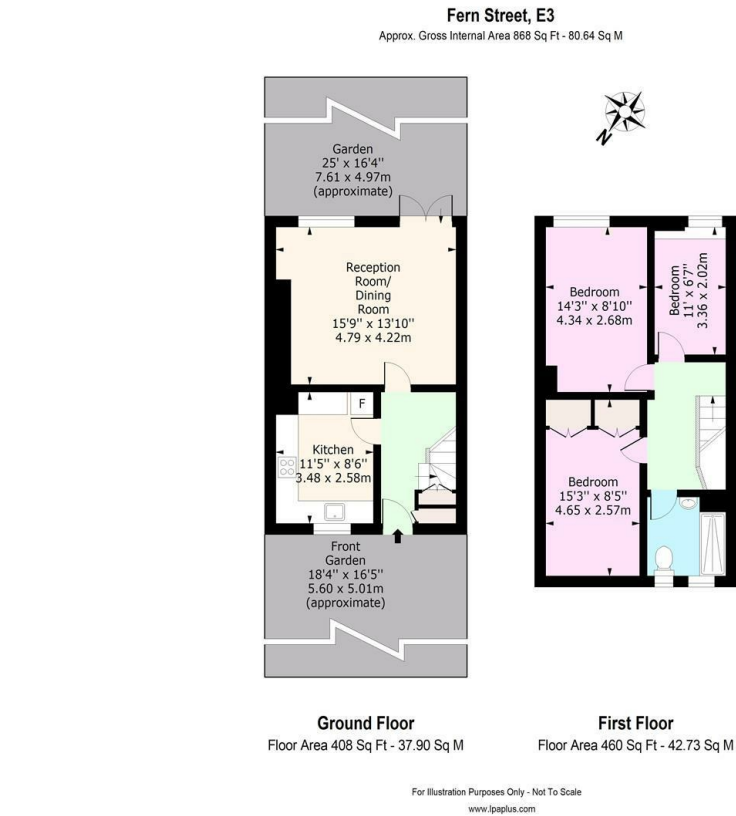 Fern Street, E3
Approx. Gross Internal Area 868 Sq Ft - 80.64 Sq M
N
Garden
25' x 16'4"
7.61 x 4.97m
(approximate)
Reception
Room/
Dining
Room
15'9" x 13'10"
4.79 x 4.22m
F
Kitchen
11'5" x 8'6"
3.48 x 2.58m
Front
Garden
18'4" x 16'5"
5.60 x 5.01m
(approximate)
Bedroom
14'3" x 8'10"
4.34 x 2.68m
Bedroom
11' x 6'7"
3.36 x 2.02m
Bedroom
15'3" x 8'5"
4.65 x 2.57m
Ground Floor
Floor Area 408 Sq Ft - 37.90 Sq M
First Floor
Floor Area 460 Sq Ft - 42.73 Sq M
For Illustration Purposes Only - Not To Scale
www.lpaplus.com